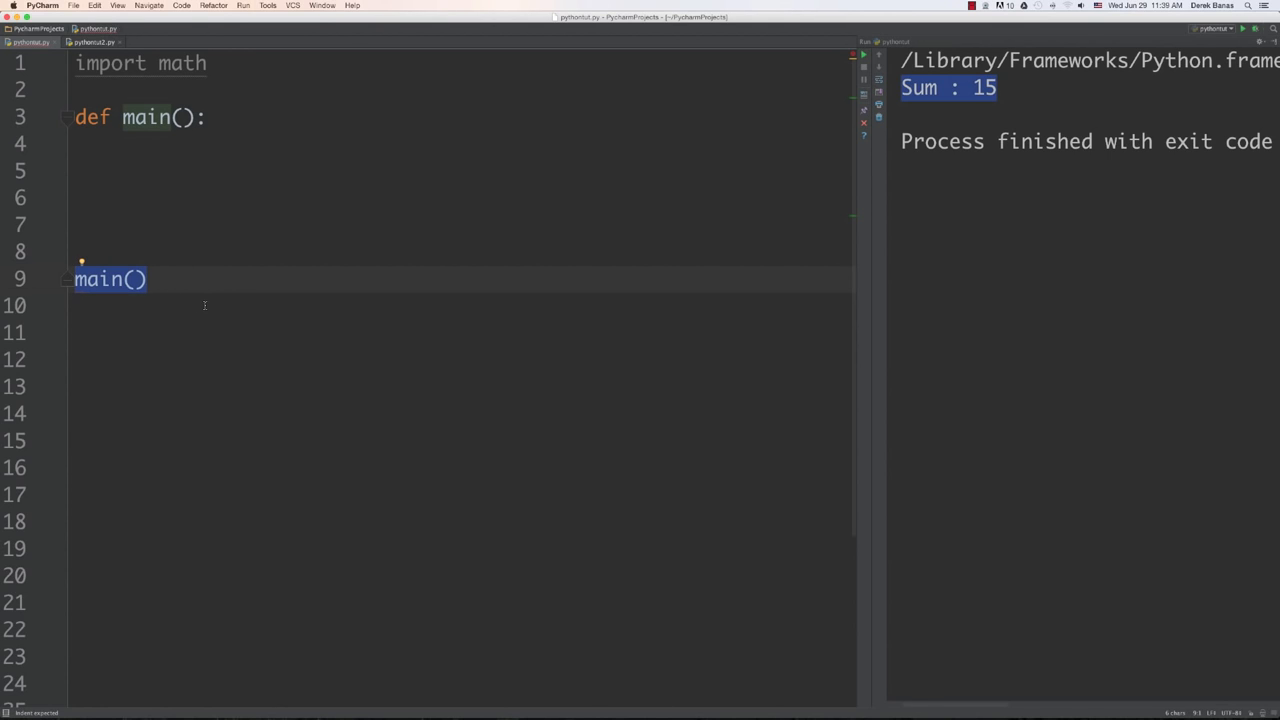 PyCharm File Edit View Navigate Code Refactor Run Tools VCS Window Help 10 Wed Jun 29 11:39 AM Derek Banas
pythontut.py - PycharmProjects - [~/PycharmProjects]
PycharmProjects pythontut.py pythontut
pythontut.py pythontut2.py Run: pythontut
1 import math
2
3 def main():
4
5
6
7
8
9 main()
10
11
12
13
14
15
16
17
18
19
20
21
22
23
24
25
/Library/Frameworks/Python.frame
Sum : 15
Process finished with exit code
Indent expected 6 chars 9:1 LF UTF-8